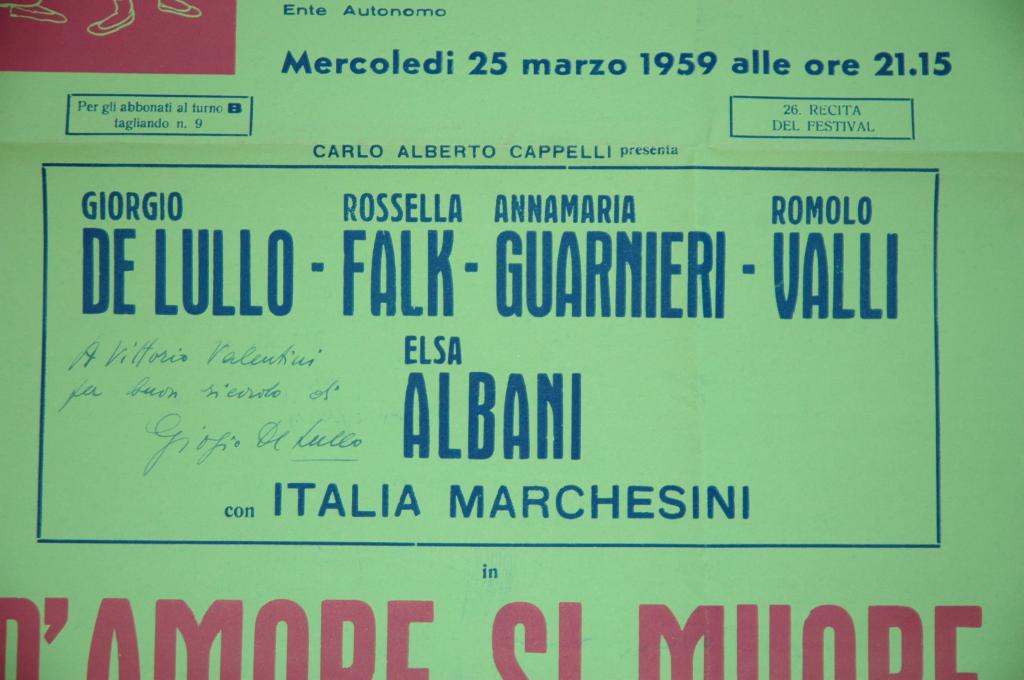 Ente Autonomo
Mercoledi 25 marzo 1959 alle ore 21.15
Per gli abbonati al turno B
tagliando n. 9
26. RECITA
DEL FESTIVAL
CARLO ALBERTO CAPPELLI presenta
GIORGIO
DE LULLO - 
ROSSELLA
FALK - 
ANNAMARIA
GUARNIERI - 
ROMOLO
VALLI
A Vittorio Valentini
per buon ricordo di
Giorgio De Lullo
ELSA
ALBANI
con ITALIA MARCHESINI
in
D'AMORE SI MUORE